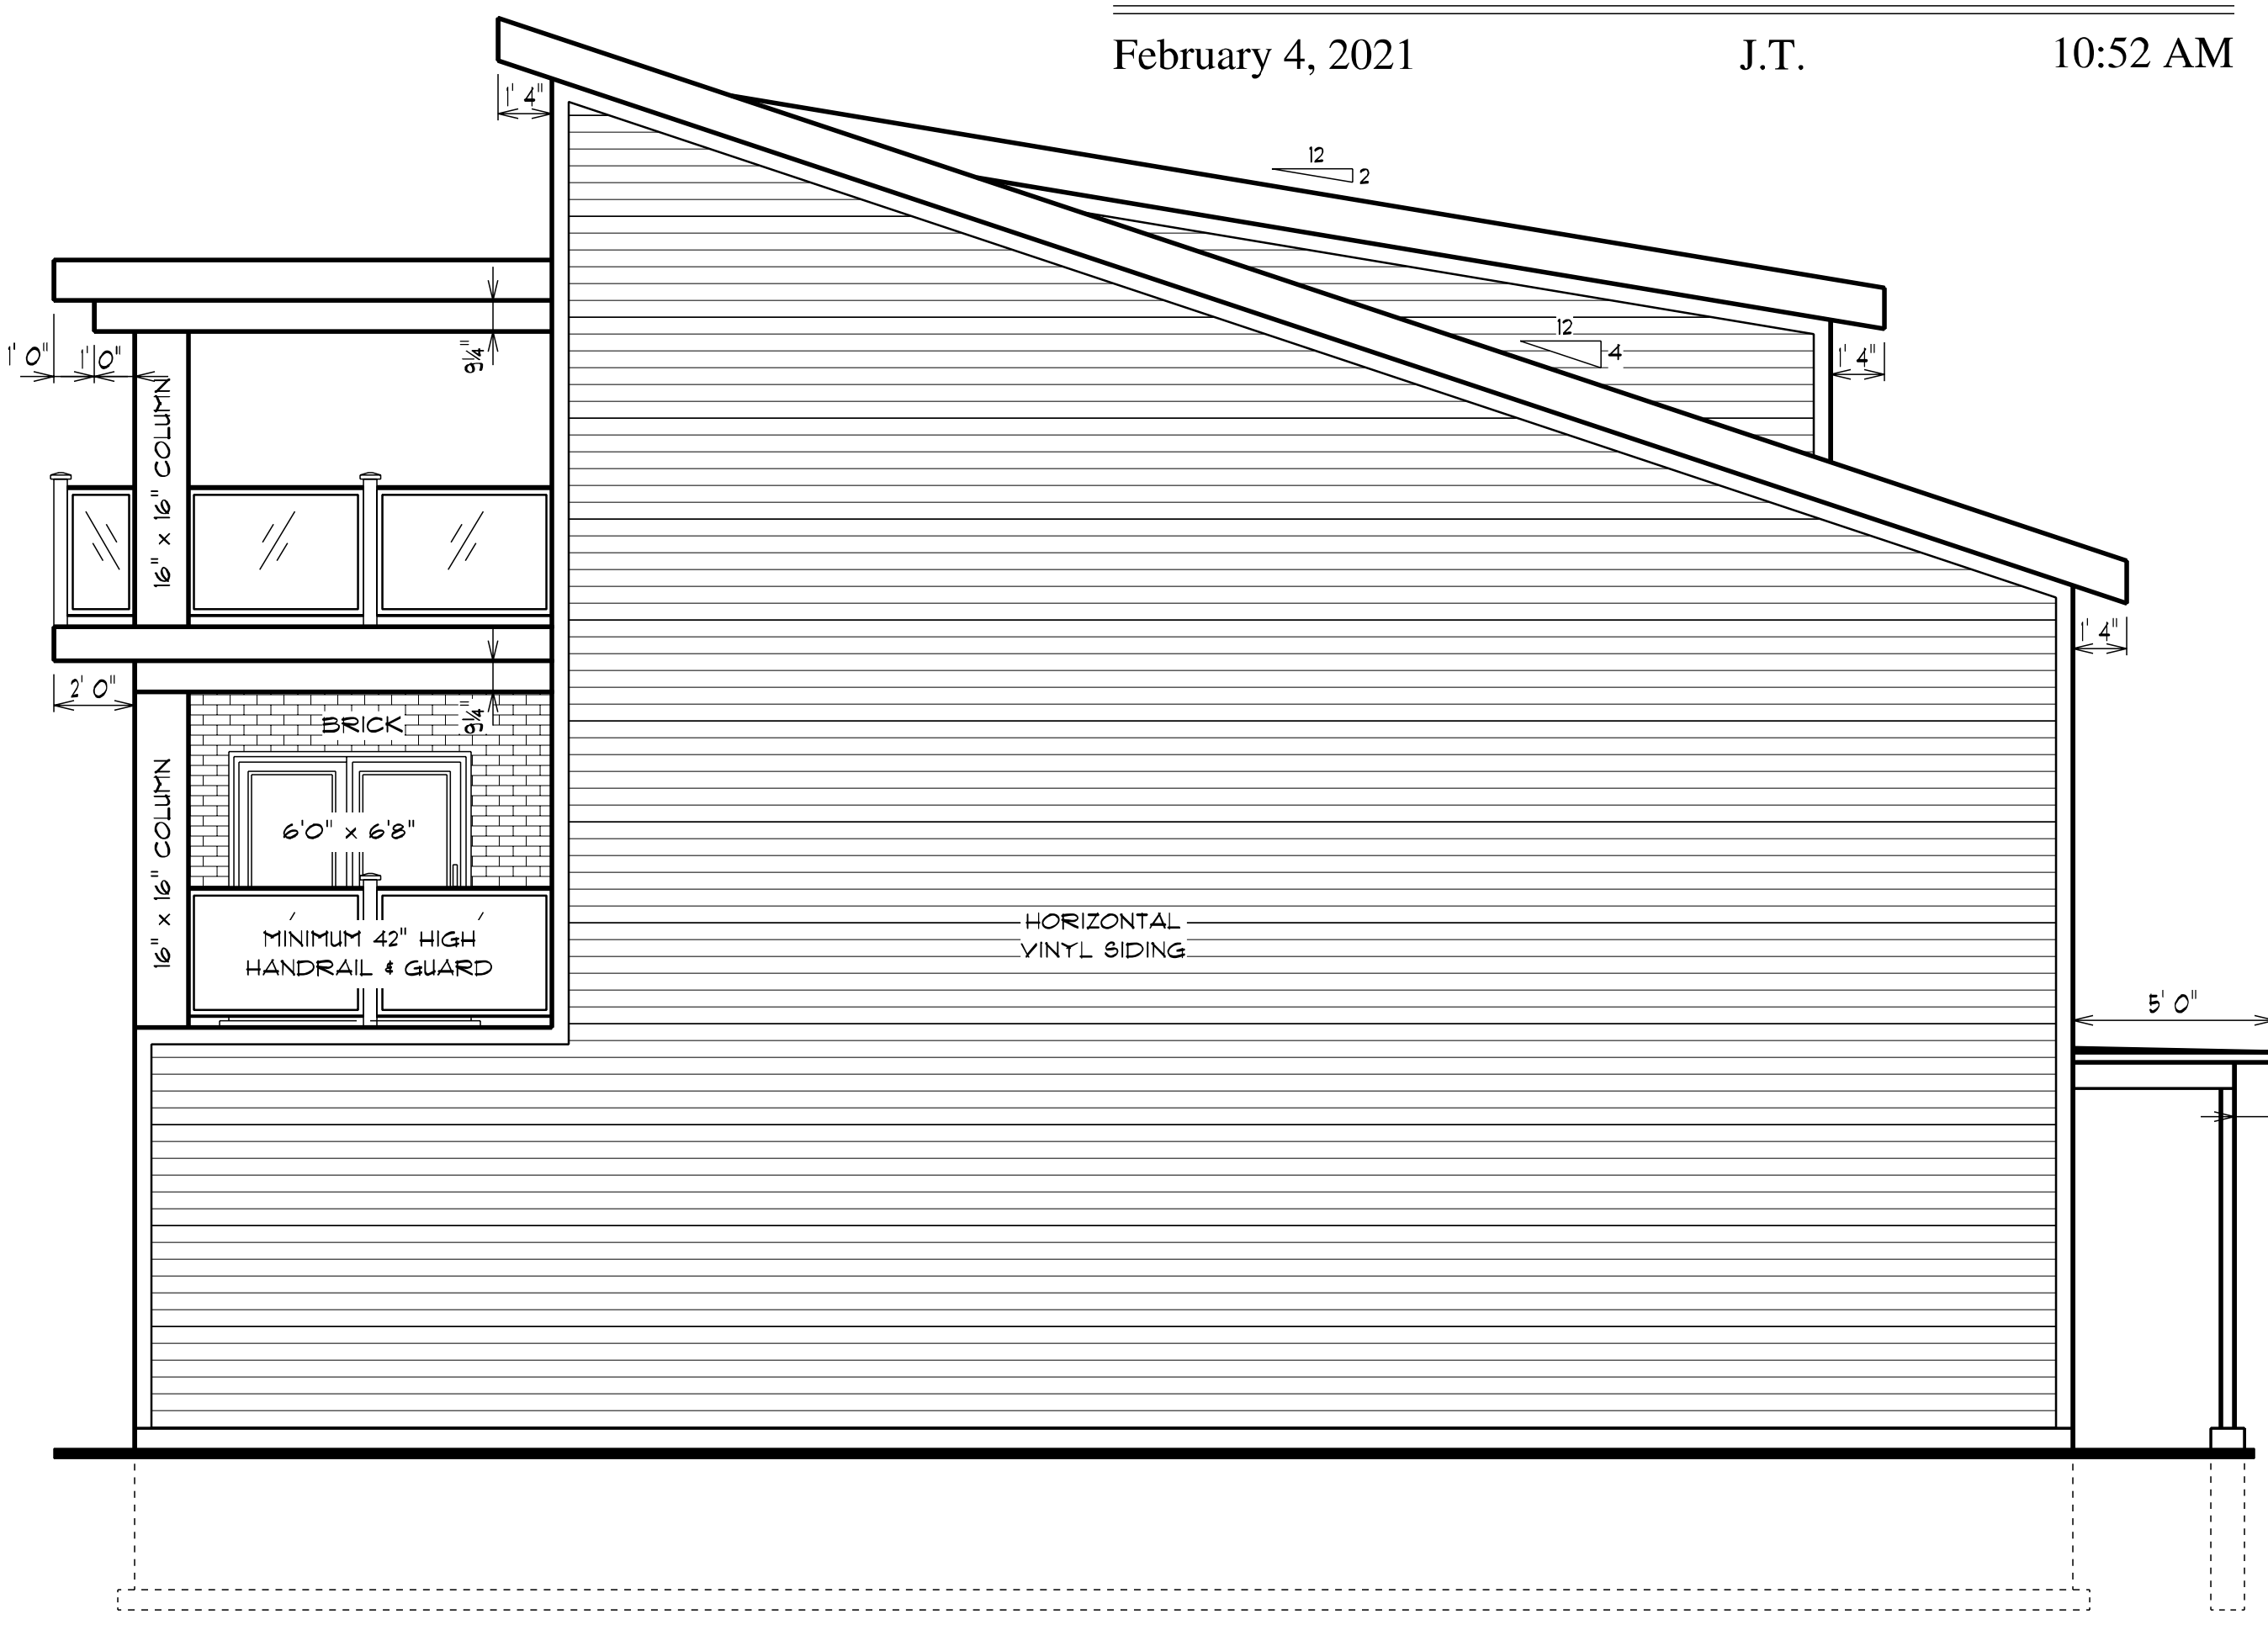 February 4, 2021 J.T. 10:52 AM
1' 4"
12
2
12
4
1' 0"
1' 0"
9¼"
1' 4"
16" x 16" COLUMN
1' 4"
2' 0"
9¼"
BRICK
6'0" x 6'8"
16" x 16" COLUMN
MINIMUM 42" HIGH
HANDRAIL & GUARD
HORIZONTAL
VINYL SIDING
5' 0"